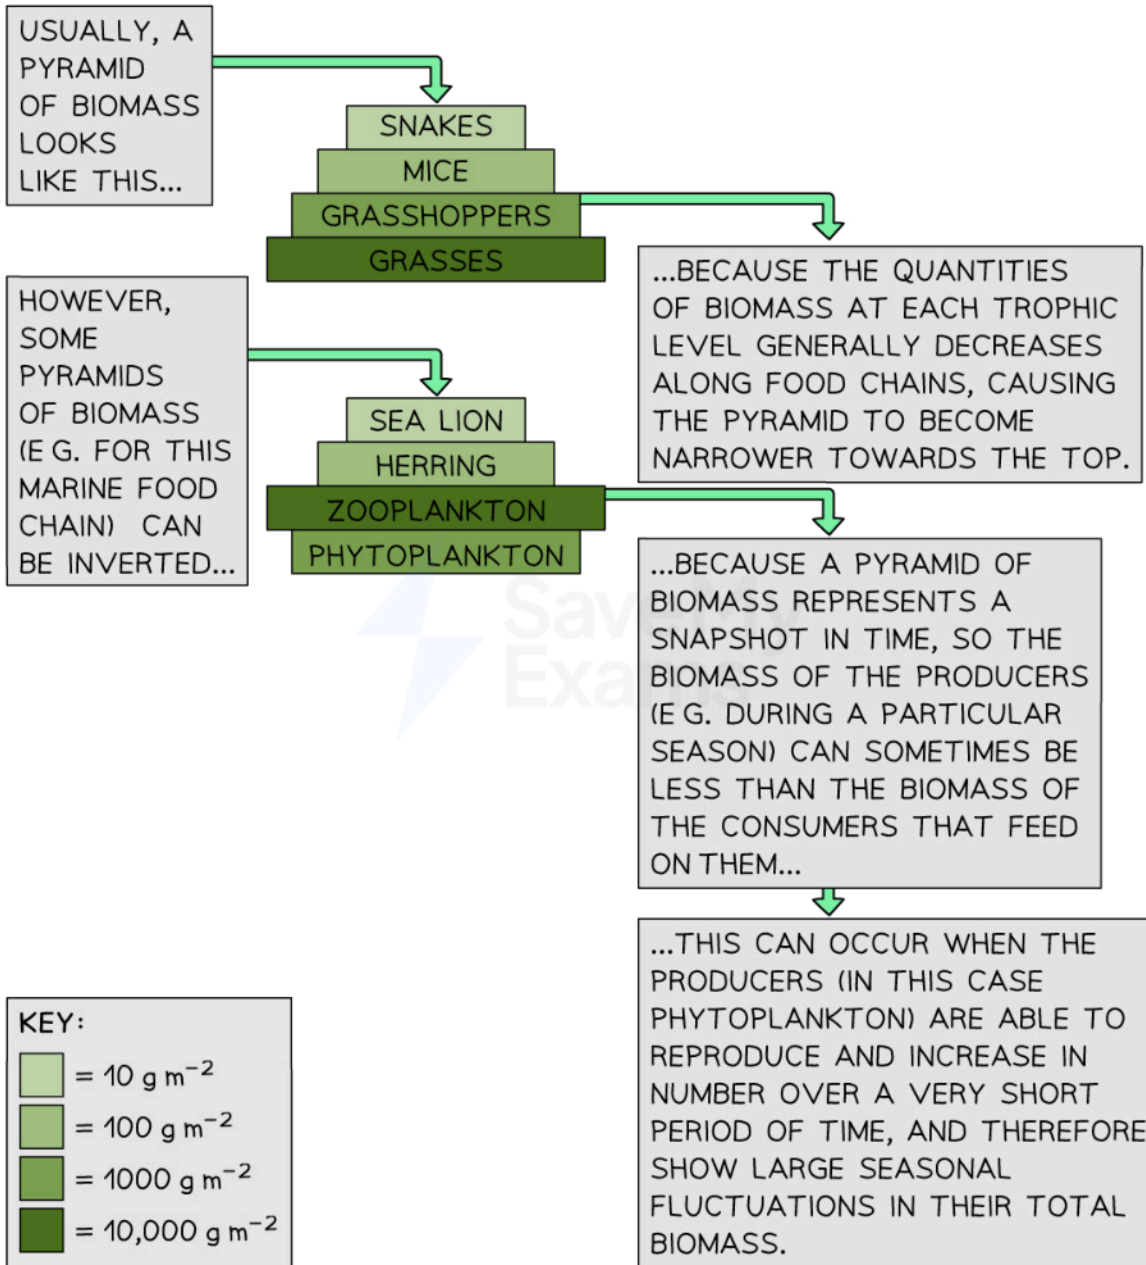 USUALLY, A
PYRAMID
OF BIOMASS
LOOKS
LIKE THIS...
SNAKES
MICE
GRASSHOPPERS
GRASSES
...BECAUSE THE QUANTITIES
OF BIOMASS AT EACH TROPHIC
LEVEL GENERALLY DECREASES
ALONG FOOD CHAINS, CAUSING
THE PYRAMID TO BECOME
NARROWER TOWARDS THE TOP.
HOWEVER,
SOME
PYRAMIDS
OF BIOMASS
(E G. FOR THIS
MARINE FOOD
CHAIN) CAN
BE INVERTED...
SEA LION
HERRING
ZOOPLANKTON
PHYTOPLANKTON
...BECAUSE A PYRAMID OF
BIOMASS REPRESENTS A
SNAPSHOT IN TIME, SO THE
BIOMASS OF THE PRODUCERS
(E G. DURING A PARTICULAR
SEASON) CAN SOMETIMES BE
LESS THAN THE BIOMASS OF
THE CONSUMERS THAT FEED
ON THEM...
...THIS CAN OCCUR WHEN THE
PRODUCERS (IN THIS CASE
PHYTOPLANKTON) ARE ABLE TO
REPRODUCE AND INCREASE IN
NUMBER OVER A VERY SHORT
PERIOD OF TIME, AND THEREFORE
SHOW LARGE SEASONAL
FLUCTUATIONS IN THEIR TOTAL
BIOMASS.
SaveMy
Exams
KEY:
= 10 g m⁻²
= 100 g m⁻²
= 1000 g m⁻²
= 10,000 g m⁻²